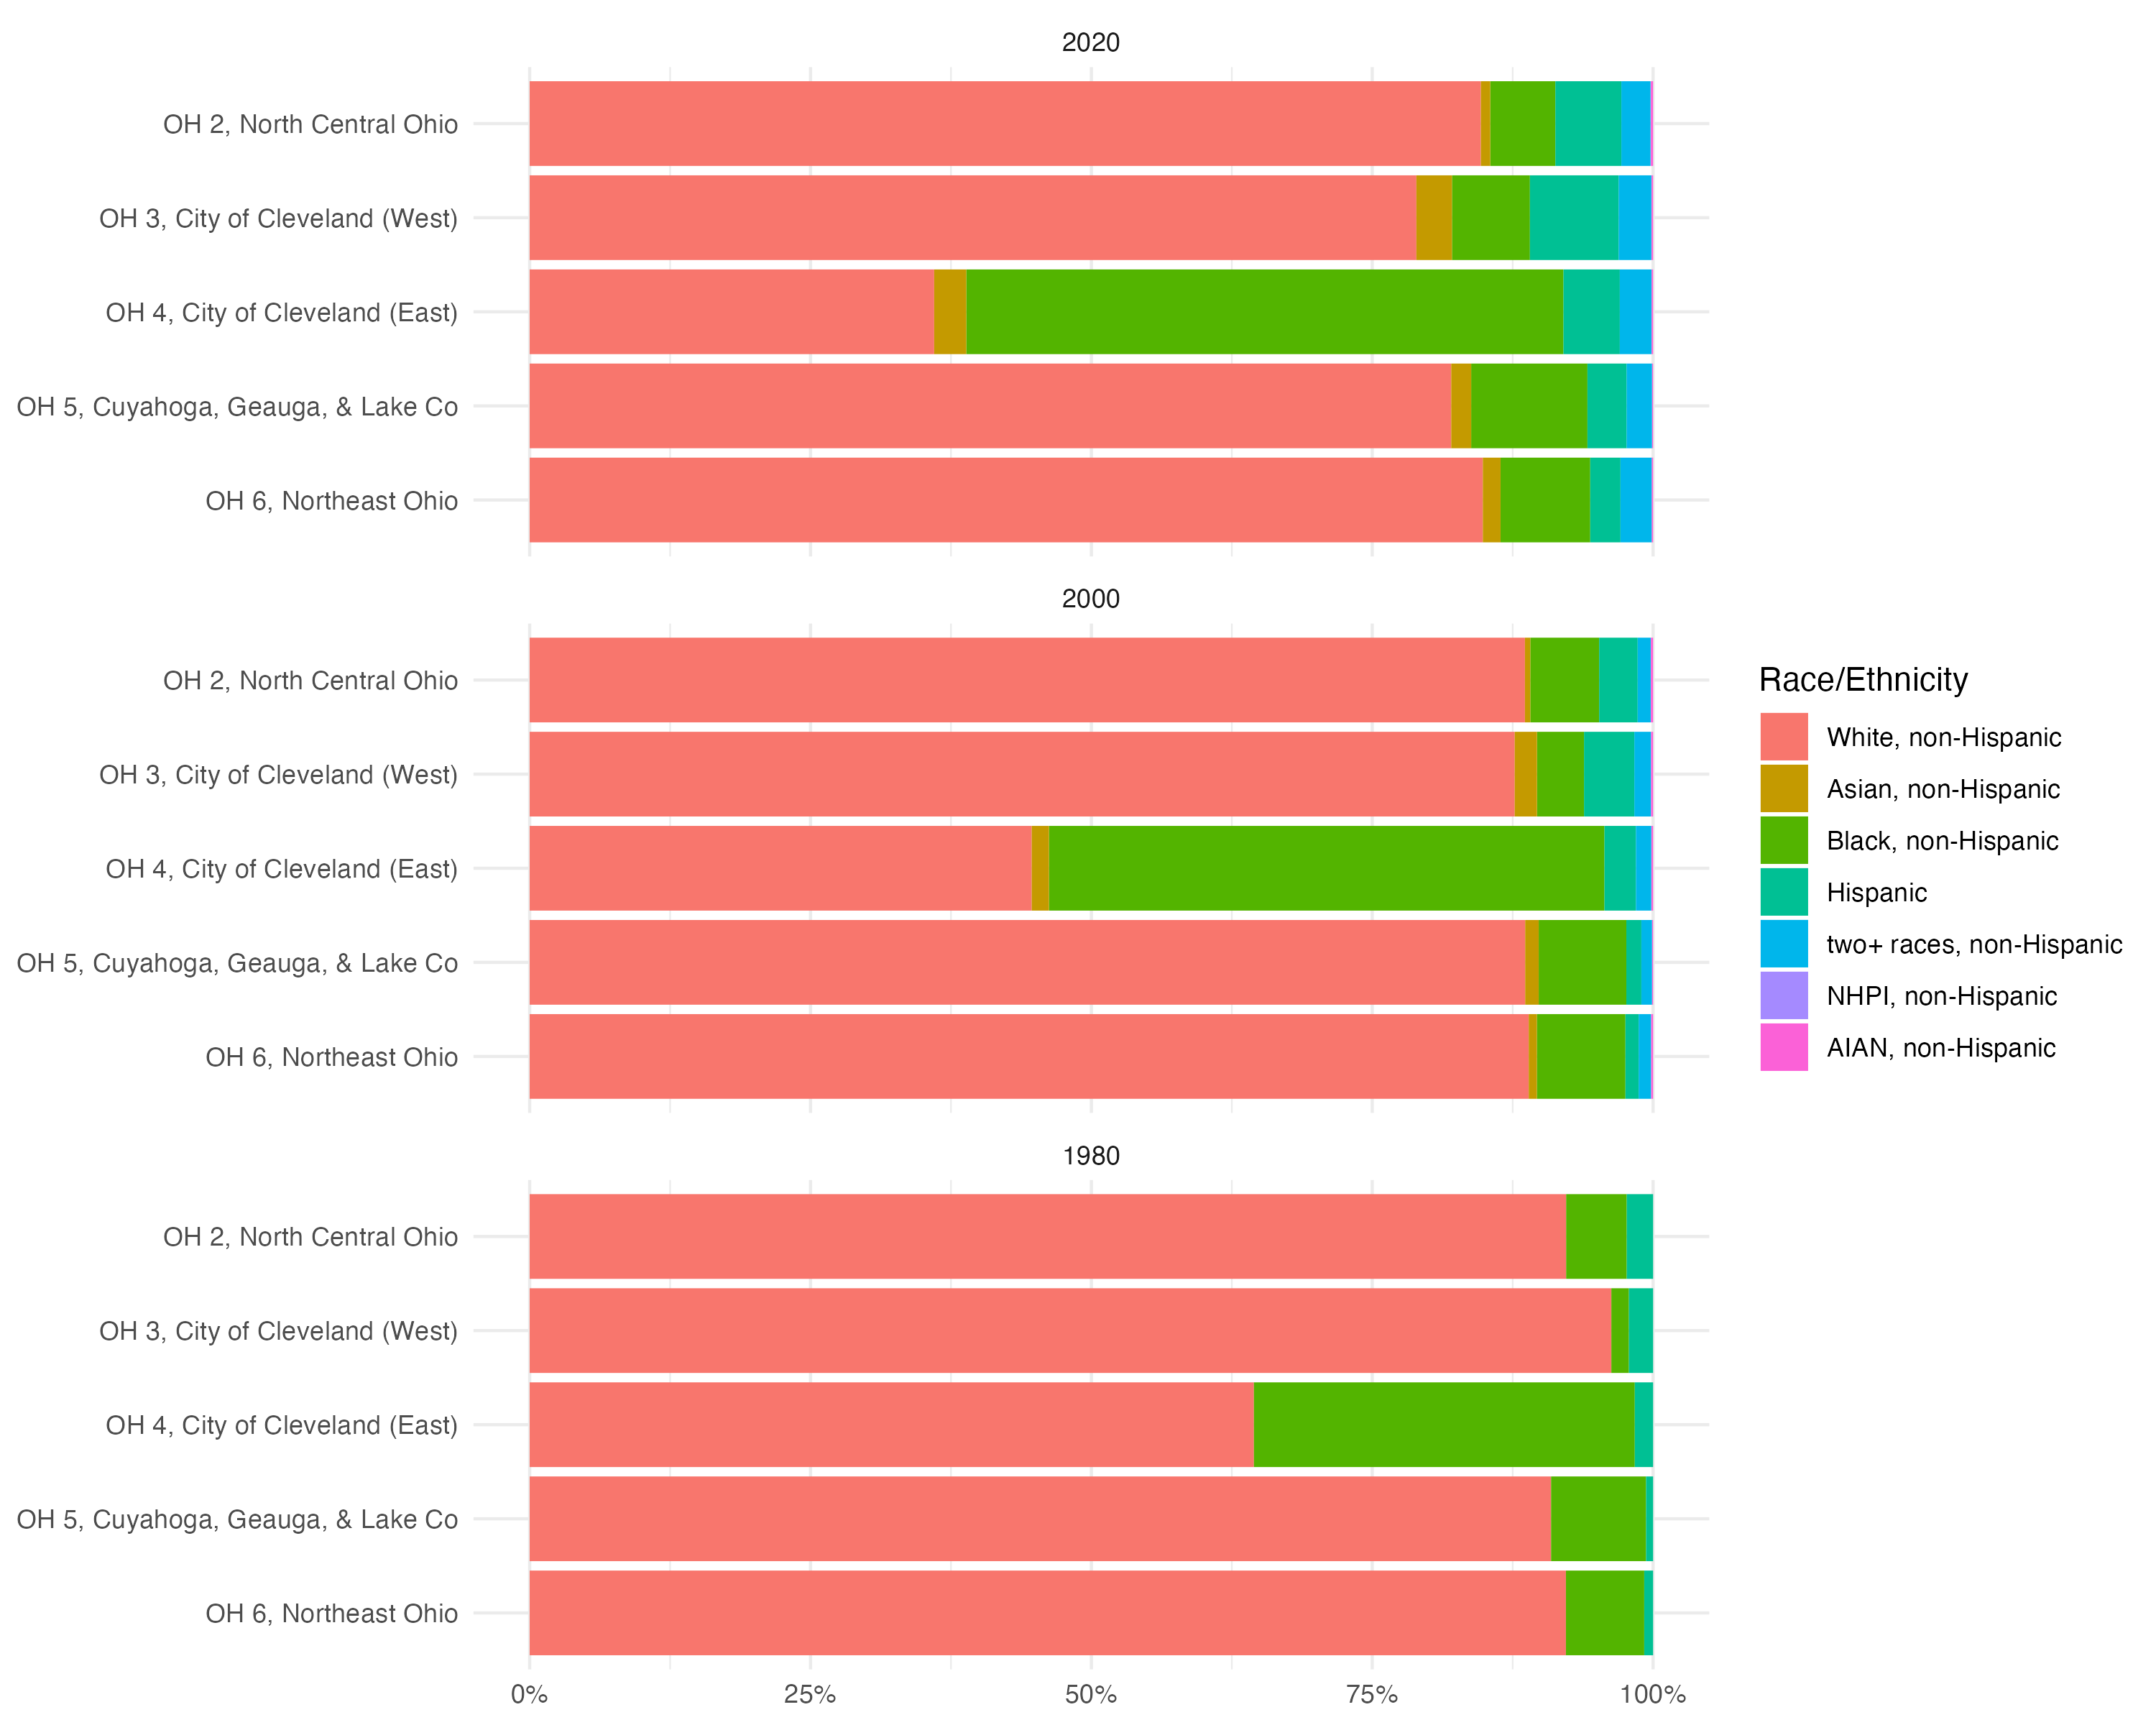 2020
OH 2, North Central Ohio
OH 3, City of Cleveland (West)
OH 4, City of Cleveland (East)
OH 5, Cuyahoga, Geauga, & Lake Co
OH 6, Northeast Ohio
2000
OH 2, North Central Ohio
OH 3, City of Cleveland (West)
OH 4, City of Cleveland (East)
OH 5, Cuyahoga, Geauga, & Lake Co
OH 6, Northeast Ohio
1980
OH 2, North Central Ohio
OH 3, City of Cleveland (West)
OH 4, City of Cleveland (East)
OH 5, Cuyahoga, Geauga, & Lake Co
OH 6, Northeast Ohio
0% 25% 50% 75% 100%
Race/Ethnicity
White, non-Hispanic
Asian, non-Hispanic
Black, non-Hispanic
Hispanic
two+ races, non-Hispanic
NHPI, non-Hispanic
AIAN, non-Hispanic